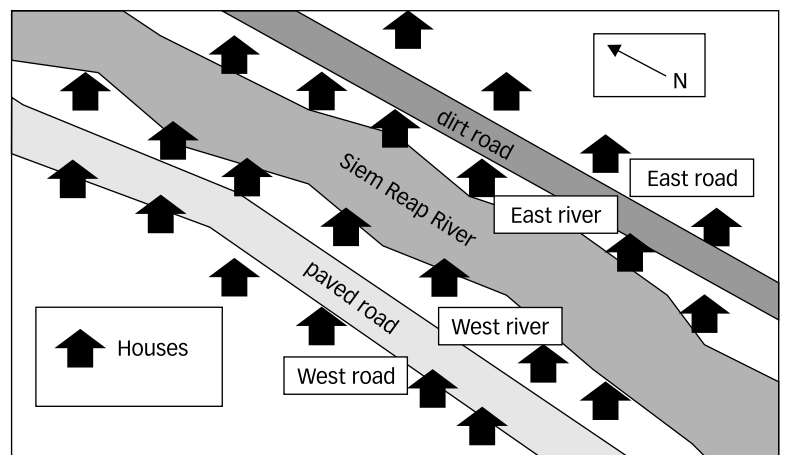 N
dirt road
East road
Siem Reap River
East river
paved road
West river
Houses
West road